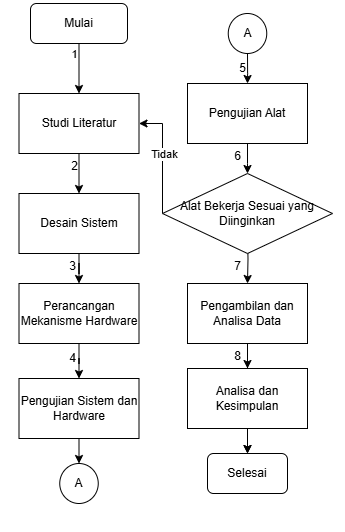 Mulai
1
Studi Literatur
2
Desain Sistem
3
Perancangan
Mekanisme Hardware
4
Pengujian Sistem dan
Hardware
A
A
5
Pengujian Alat
6
Tidak
Alat Bekerja Sesuai yang
Diinginkan
7
Pengambilan dan
Analisa Data
8
Analisa dan
Kesimpulan
Selesai